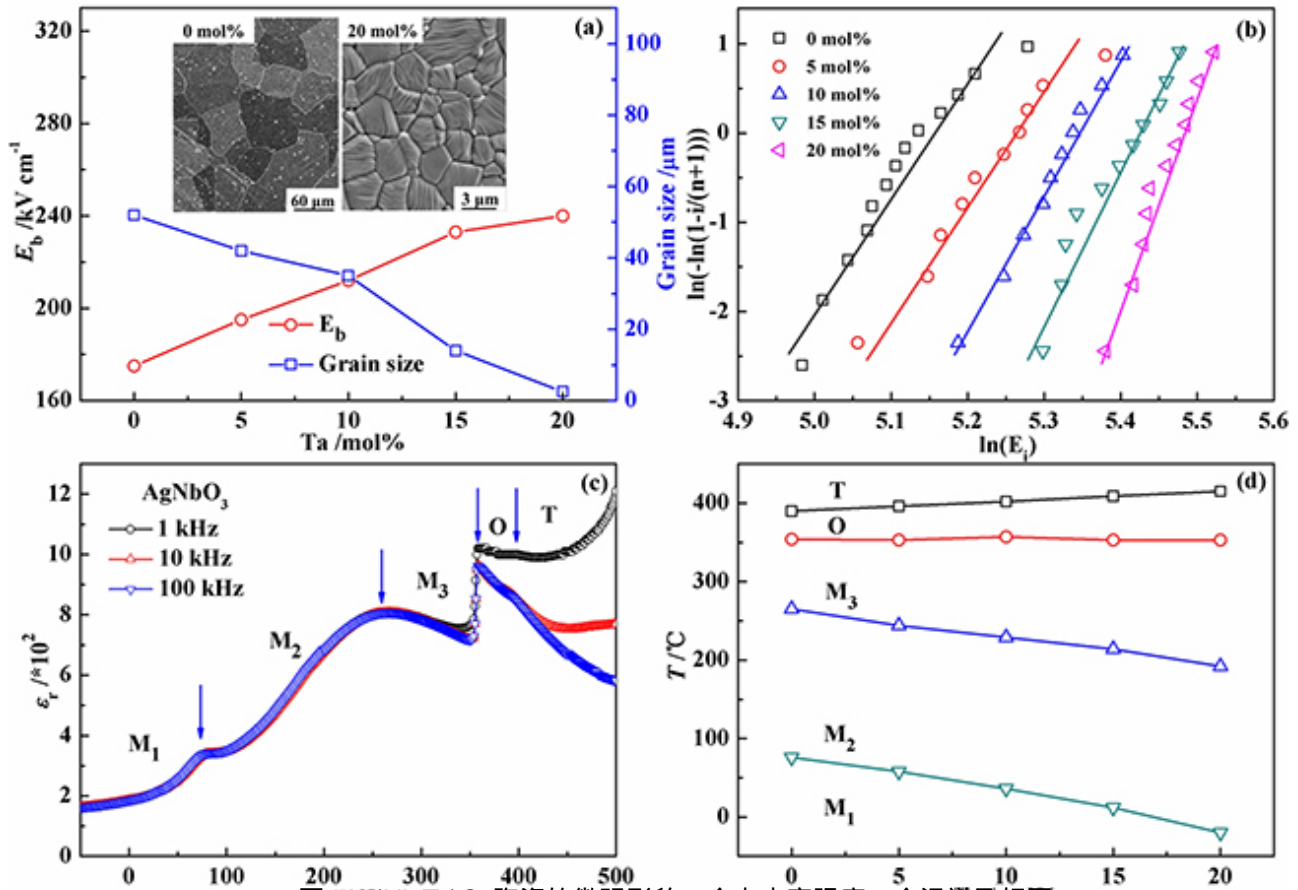 (a)
0 mol%
20 mol%
60 μm
3 μm
E_b /kV cm⁻¹
320
280
240
200
160
Grain size /μm
100
80
60
40
20
0
E_b
Grain size
0 5 10 15 20
Ta /mol%
(b)
0 mol%
5 mol%
10 mol%
15 mol%
20 mol%
ln(-ln(1-i/(n+1)))
1
0
-1
-2
-3
4.9 5.0 5.1 5.2 5.3 5.4 5.5 5.6
ln(E_i)
(c)
AgNbO₃
1 kHz
10 kHz
100 kHz
ε_r /*10²
12
10
8
6
4
2
0
M₁
M₂
M₃
O
T
0 100 200 300 400 500
(d)
T /℃
400
300
200
100
0
T
O
M₃
M₂
M₁
0 5 10 15 20